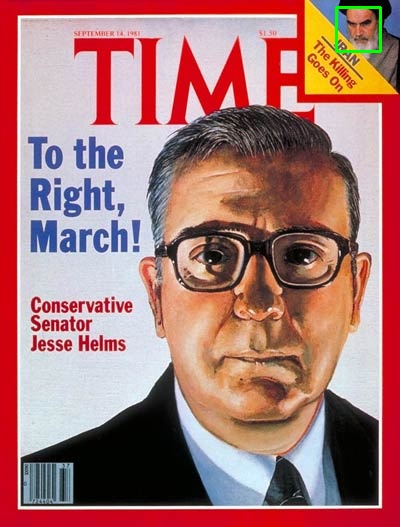 SEPTEMBER 14, 1981
$1.50
TIME
IRAN
The Killing
Goes On
To the
Right,
March!
Conservative
Senator
Jesse Helms
37